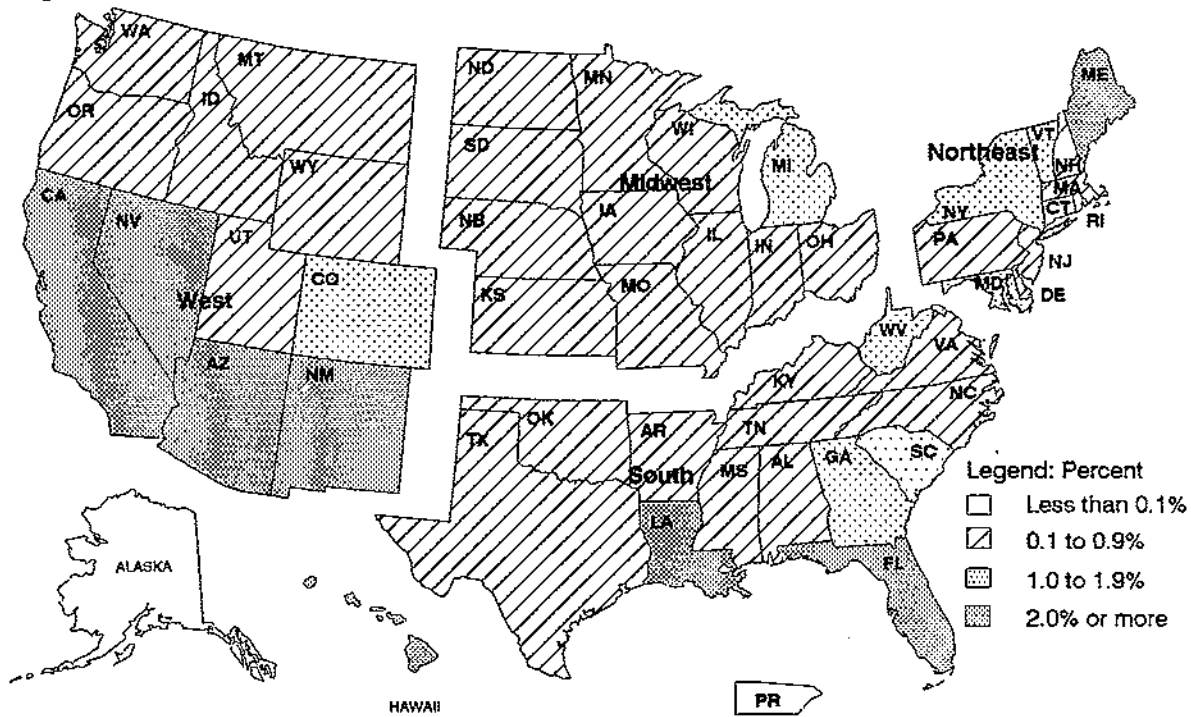 WA
MT
ND
MN
ME
OR
ID
WI
VT
SD
Northeast
WY
MI
NH
Midwest
MA
CA
NV
NB
IA
NY
CT
RI
UT
IL
IN
OH
PA
NJ
CO
KS
MO
MD
DE
West
WV
VA
AZ
NM
KY
NC
OK
TX
AR
TN
South
MS
AL
GA
SC
Legend: Percent
Less than 0.1%
LA
0.1 to 0.9%
FL
1.0 to 1.9%
ALASKA
2.0% or more
HAWAII
PR